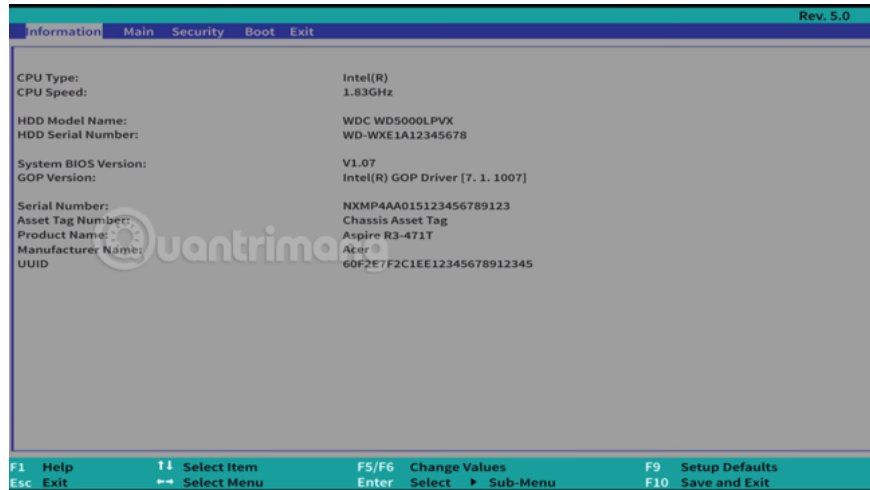 Rev. 5.0
Information Main Security Boot Exit
CPU Type: Intel(R)
CPU Speed: 1.83GHz
HDD Model Name: WDC WD5000LPVX
HDD Serial Number: WD-WXE1A12345678
System BIOS Version: V1.07
GOP Version: Intel(R) GOP Driver [7. 1. 1007]
Serial Number: NXMP4AA015123456789123
Asset Tag Number: Chassis Asset Tag
Product Name: Aspire R3-471T
Manufacturer Name: Acer
UUID 60F2E7F2C1EE12345678912345
Quantrimang
F1 Help ↑↓ Select Item F5/F6 Change Values F9 Setup Defaults
Esc Exit ←→ Select Menu Enter Select ▶ Sub-Menu F10 Save and Exit